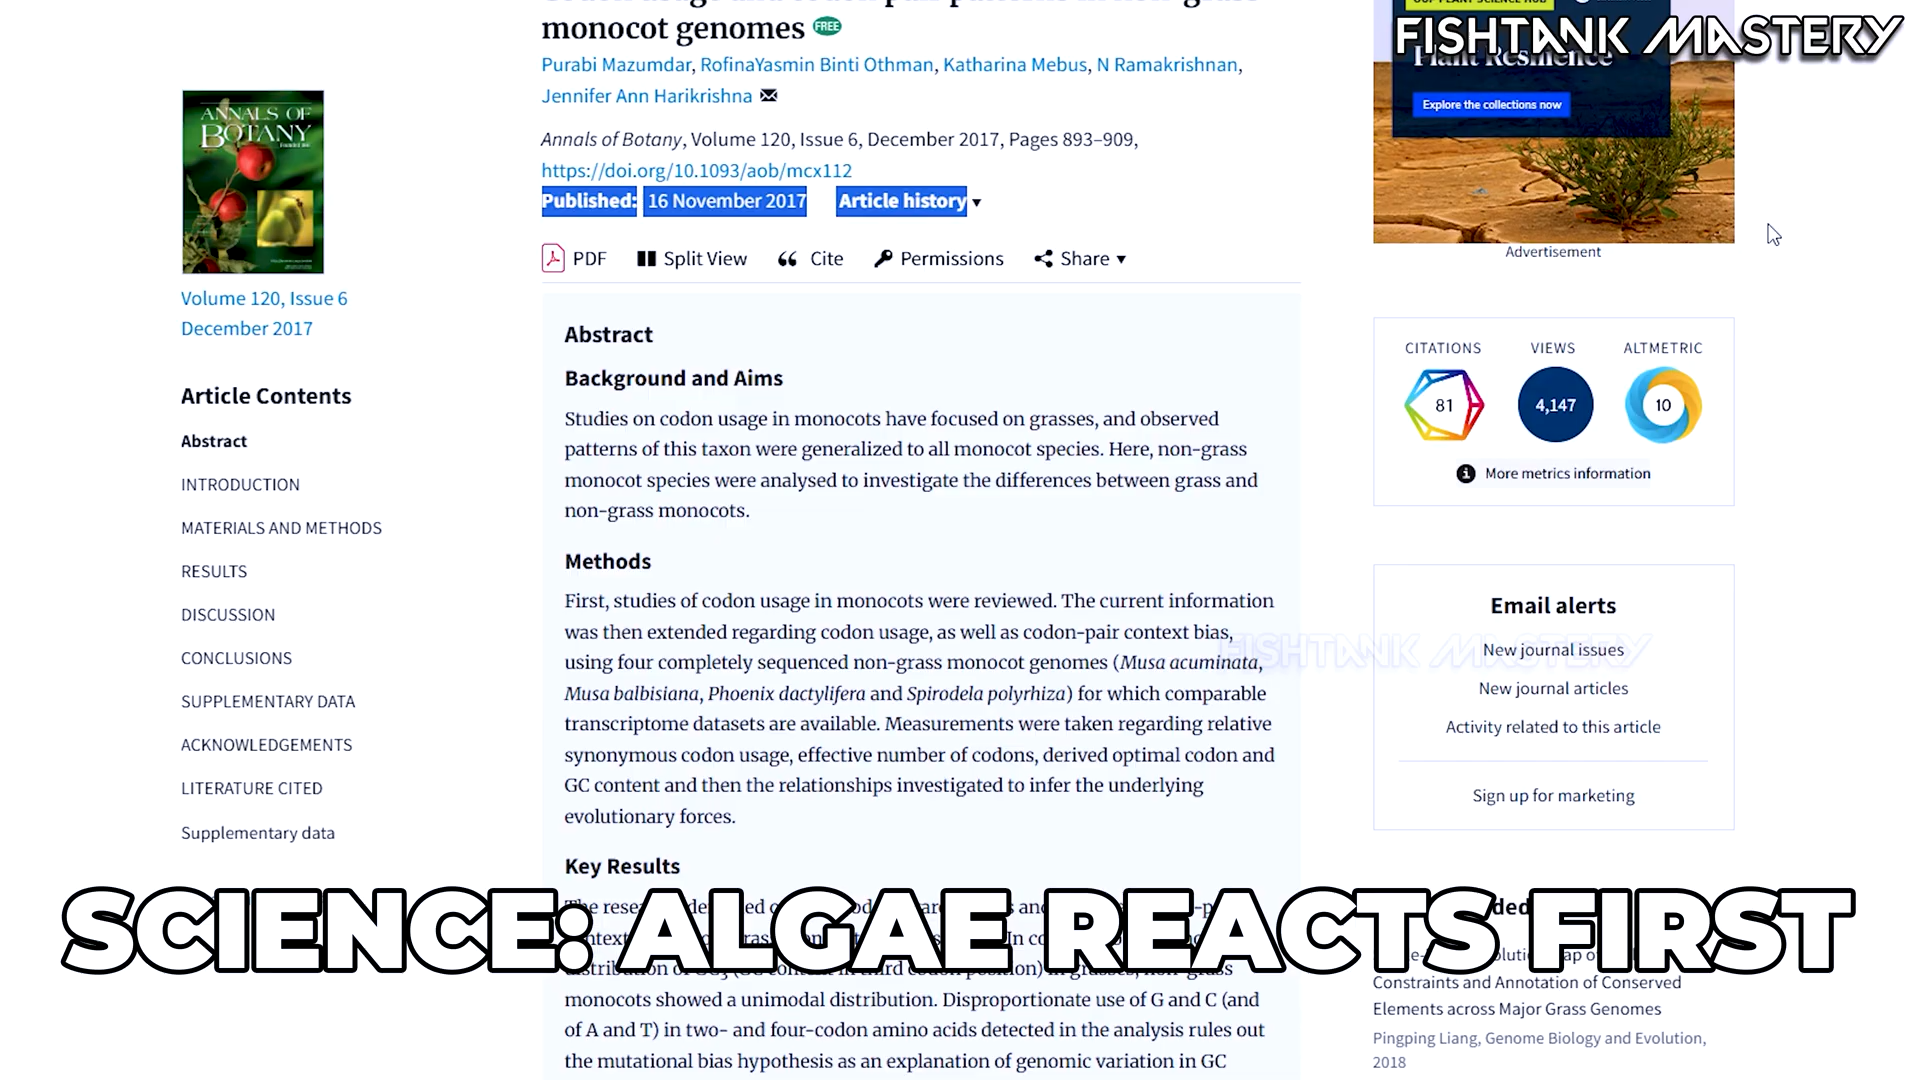 monocot genomes FREE
Purabi Mazumdar, RofinaYasmin Binti Othman, Katharina Mebus, N Ramakrishnan,
Jennifer Ann Harikrishna
Annals of Botany, Volume 120, Issue 6, December 2017, Pages 893–909,
https://doi.org/10.1093/aob/mcx112
Published: 16 November 2017 Article history
PDF Split View Cite Permissions Share
ANNALS OF
BOTANY
Volume 120, Issue 6
December 2017
Article Contents
Abstract
INTRODUCTION
MATERIALS AND METHODS
RESULTS
DISCUSSION
CONCLUSIONS
SUPPLEMENTARY DATA
ACKNOWLEDGEMENTS
LITERATURE CITED
Supplementary data
Abstract
Background and Aims
Studies on codon usage in monocots have focused on grasses, and observed
patterns of this taxon were generalized to all monocot species. Here, non-grass
monocot species were analysed to investigate the differences between grass and
non-grass monocots.
Methods
First, studies of codon usage in monocots were reviewed. The current information
was then extended regarding codon usage, as well as codon-pair context bias,
using four completely sequenced non-grass monocot genomes (Musa acuminata,
Musa balbisiana, Phoenix dactylifera and Spirodela polyrhiza) for which comparable
transcriptome datasets are available. Measurements were taken regarding relative
synonymous codon usage, effective number of codons, derived optimal codon and
GC content and then the relationships investigated to infer the underlying
evolutionary forces.
Key Results
The
monocots showed a unimodal distribution. Disproportionate use of G and C (and
of A and T) in two- and four-codon amino acids detected in the analysis rules out
the mutational bias hypothesis as an explanation of genomic variation in GC
FISHTANK MASTERY
Plant Resilience
Explore the collections now
Advertisement
CITATIONS VIEWS ALTMETRIC
81 4,147 10
More metrics information
Email alerts
FISHTANK MASTERY
New journal issues
New journal articles
Activity related to this article
Sign up for marketing
SCIENCE: ALGAE REACTS FIRST
Constraints and Annotation of Conserved
Elements across Major Grass Genomes
Pingping Liang, Genome Biology and Evolution,
2018